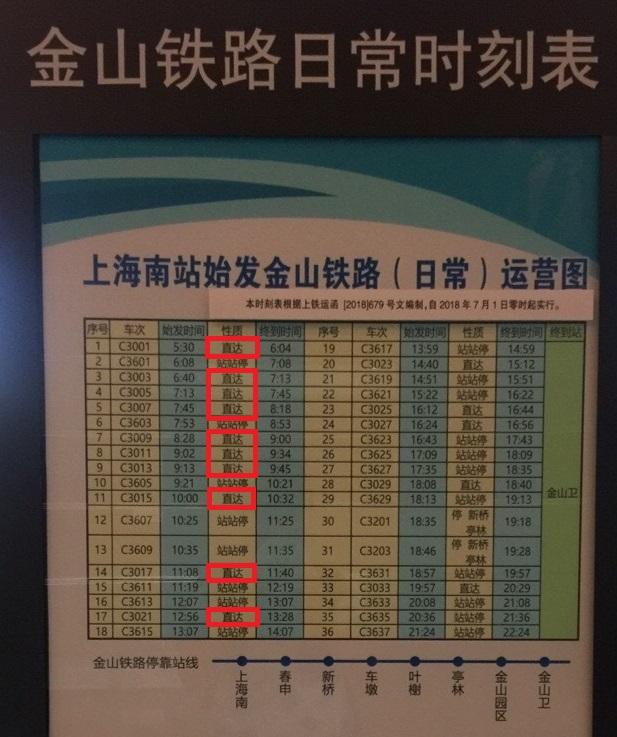 金山铁路日常时刻表
上海南站始发金山铁路（日常）运营图
本时刻表根据上铁运函 [2018]679 号文编制,自 2018 年 7 月 1 日零时起实行。
序号 车次 始发时间 性质 终到时间 序号 车次 始发时间 性质 终到时间 终到站
1 C3001 5:30 直达 6:04 19 C3617 13:59 站站停 14:59
2 C3601 6:08 站站停 7:08 20 C3023 14:40 直达 15:12
3 C3003 6:40 直达 7:13 21 C3619 14:51 站站停 15:51
4 C3005 7:13 直达 7:45 22 C3621 15:22 站站停 16:22
5 C3007 7:45 直达 8:18 23 C3025 16:12 直达 16:44
6 C3603 7:53 站站停 8:53 24 C3027 16:24 直达 16:56
7 C3009 8:28 直达 9:00 25 C3623 16:43 站站停 17:43
8 C3011 9:02 直达 9:34 26 C3625 17:09 站站停 18:09
9 C3013 9:13 直达 9:45 27 C3627 17:35 站站停 18:35
10 C3605 9:21 站站停 10:21 28 C3029 18:08 直达 18:40
11 C3015 10:00 直达 10:32 29 C3629 18:13 站站停 19:13 金山卫
12 C3607 10:25 站站停 11:25 30 C3201 18:35 停 新桥 亭林 19:18
13 C3609 10:35 站站停 11:35 31 C3203 18:46 停 新桥 亭林 19:28
14 C3017 11:08 直达 11:40 32 C3631 18:57 站站停 19:57
15 C3611 11:19 站站停 12:19 33 C3033 19:57 直达 20:29
16 C3613 12:07 站站停 13:07 34 C3633 20:08 站站停 21:08
17 C3021 12:56 直达 13:28 35 C3635 20:36 站站停 21:36
18 C3615 13:07 站站停 14:07 36 C3637 21:24 站站停 22:24
金山铁路停靠站线
上海南 春申 新桥 车墩 叶榭 亭林 金山园区 金山卫